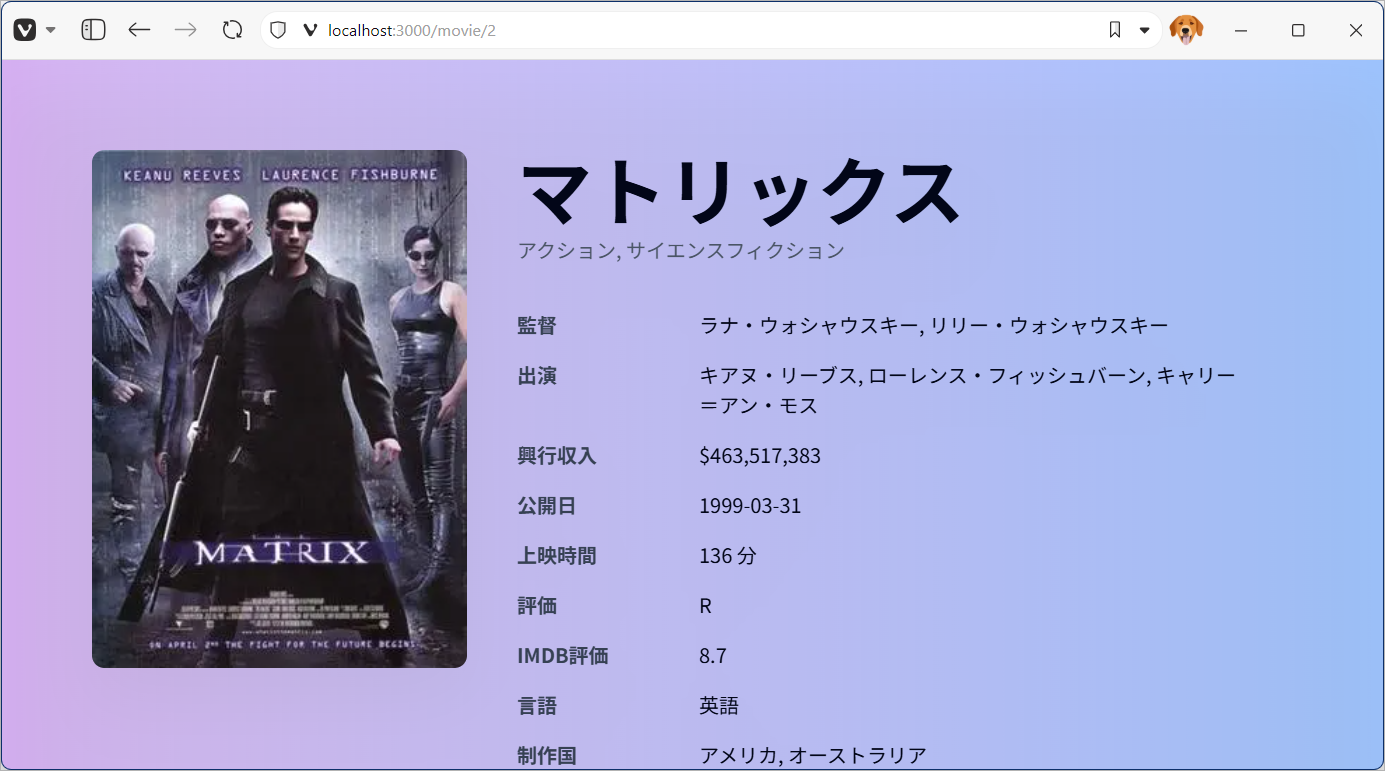 localhost:3000/movie/2
KEANU REEVES LAURENCE FISHBURNE
THE
MATRIX
ON APRIL 2ND THE FIGHT FOR THE FUTURE BEGINS
マトリックス
アクション, サイエンスフィクション
監督 ラナ・ウォシャウスキー, リリー・ウォシャウスキー
出演 キアヌ・リーブス, ローレンス・フィッシュバーン, キャリー
＝アン・モス
興行収入 $463,517,383
公開日 1999-03-31
上映時間 136 分
評価 R
IMDB評価 8.7
言語 英語
制作国 アメリカ, オーストラリア